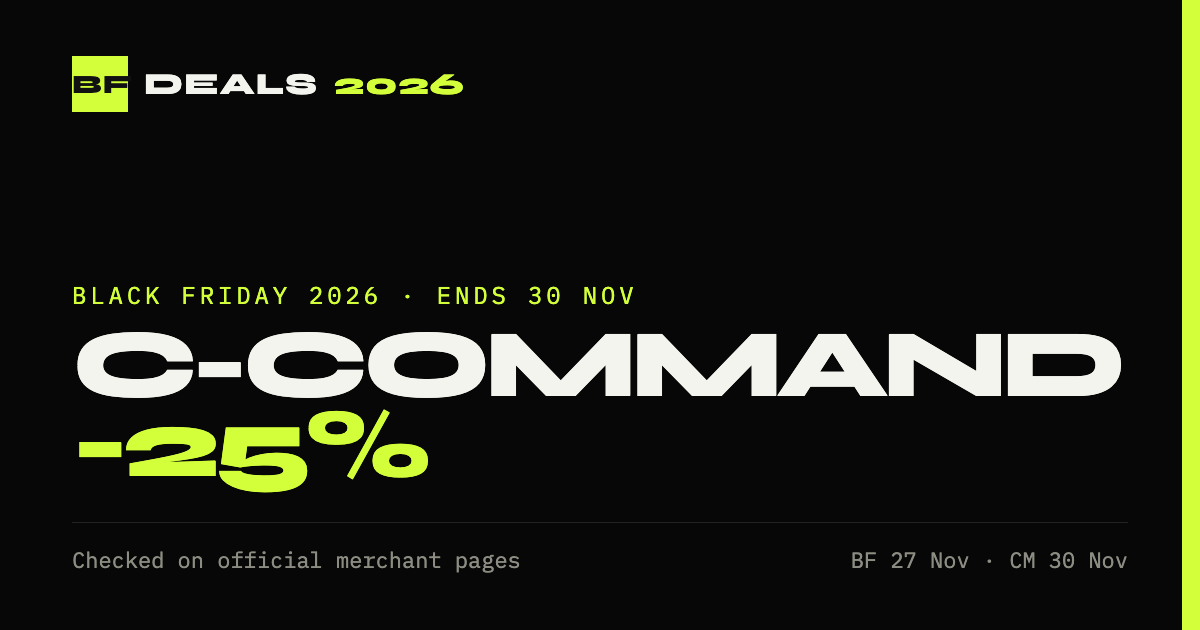 BF DEALS 2026
BLACK FRIDAY 2026 · ENDS 30 NOV
C-COMMAND
-25%
Checked on official merchant pages
BF 27 Nov · CM 30 Nov